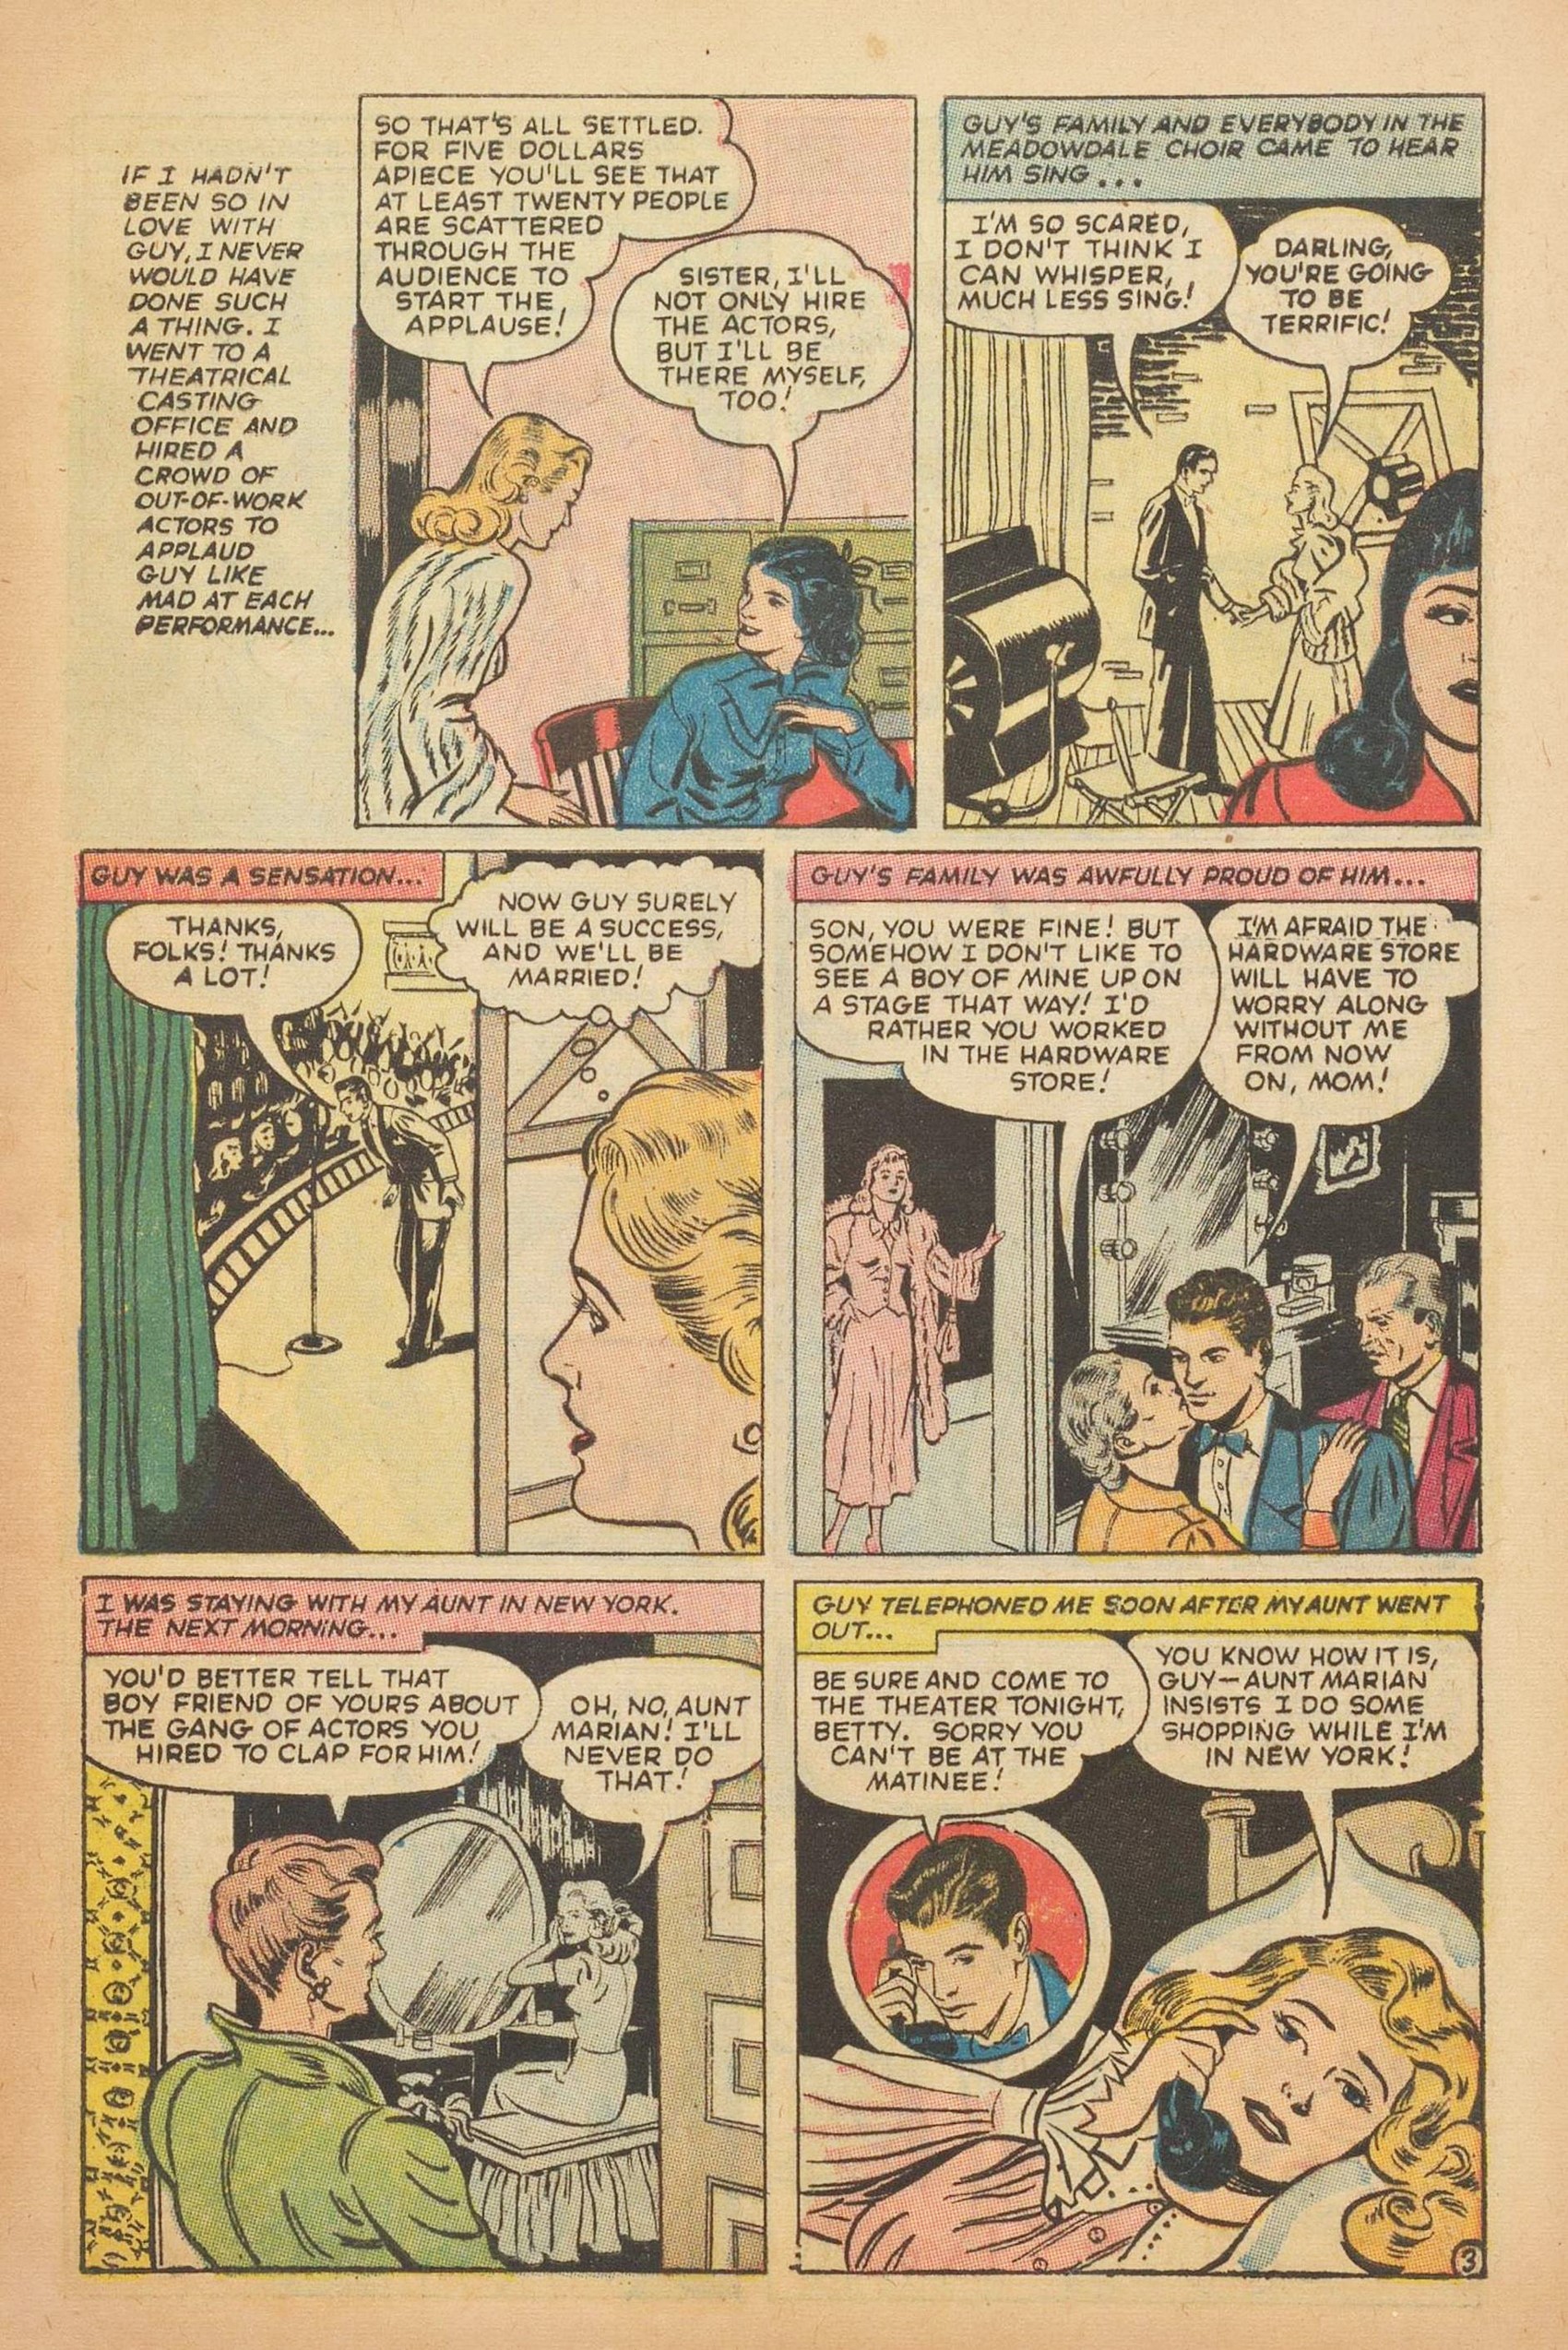 IF I HADN'T
BEEN SO IN
LOVE WITH
GUY, I NEVER
WOULD HAVE
DONE SUCH
A THING. I
WENT TO A
THEATRICAL
CASTING
OFFICE AND
HIRED A
CROWD OF
OUT-OF-WORK
ACTORS TO
APPLAUD
GUY LIKE
MAD AT EACH
PERFORMANCE...
SO THAT'S ALL SETTLED.
FOR FIVE DOLLARS
APIECE YOU'LL SEE THAT
AT LEAST TWENTY PEOPLE
ARE SCATTERED
THROUGH THE
AUDIENCE TO
START THE
APPLAUSE!
SISTER, I'LL
NOT ONLY HIRE
THE ACTORS,
BUT I'LL BE
THERE MYSELF,
TOO!
GUY'S FAMILY AND EVERYBODY IN THE
MEADOWDALE CHOIR CAME TO HEAR
HIM SING...
I'M SO SCARED,
I DON'T THINK I
CAN WHISPER,
MUCH LESS SING!
DARLING,
YOU'RE GOING
TO BE
TERRIFIC!
GUY WAS A SENSATION...
THANKS,
FOLKS! THANKS
A LOT!
NOW GUY SURELY
WILL BE A SUCCESS,
AND WE'LL BE
MARRIED!
GUY'S FAMILY WAS AWFULLY PROUD OF HIM...
SON, YOU WERE FINE! BUT
SOMEHOW I DON'T LIKE TO
SEE A BOY OF MINE UP ON
A STAGE THAT WAY! I'D
RATHER YOU WORKED
IN THE HARDWARE
STORE!
I'M AFRAID THE
HARDWARE STORE
WILL HAVE TO
WORRY ALONG
WITHOUT ME
FROM NOW
ON, MOM!
I WAS STAYING WITH MY AUNT IN NEW YORK.
THE NEXT MORNING...
YOU'D BETTER TELL THAT
BOY FRIEND OF YOURS ABOUT
THE GANG OF ACTORS YOU
HIRED TO CLAP FOR HIM!
OH, NO, AUNT
MARIAN! I'LL
NEVER DO
THAT!
GUY TELEPHONED ME SOON AFTER MY AUNT WENT
OUT...
BE SURE AND COME TO
THE THEATER TONIGHT,
BETTY. SORRY YOU
CAN'T BE AT THE
MATINEE!
YOU KNOW HOW IT IS,
GUY—AUNT MARIAN
INSISTS I DO SOME
SHOPPING WHILE I'M
IN NEW YORK!
3